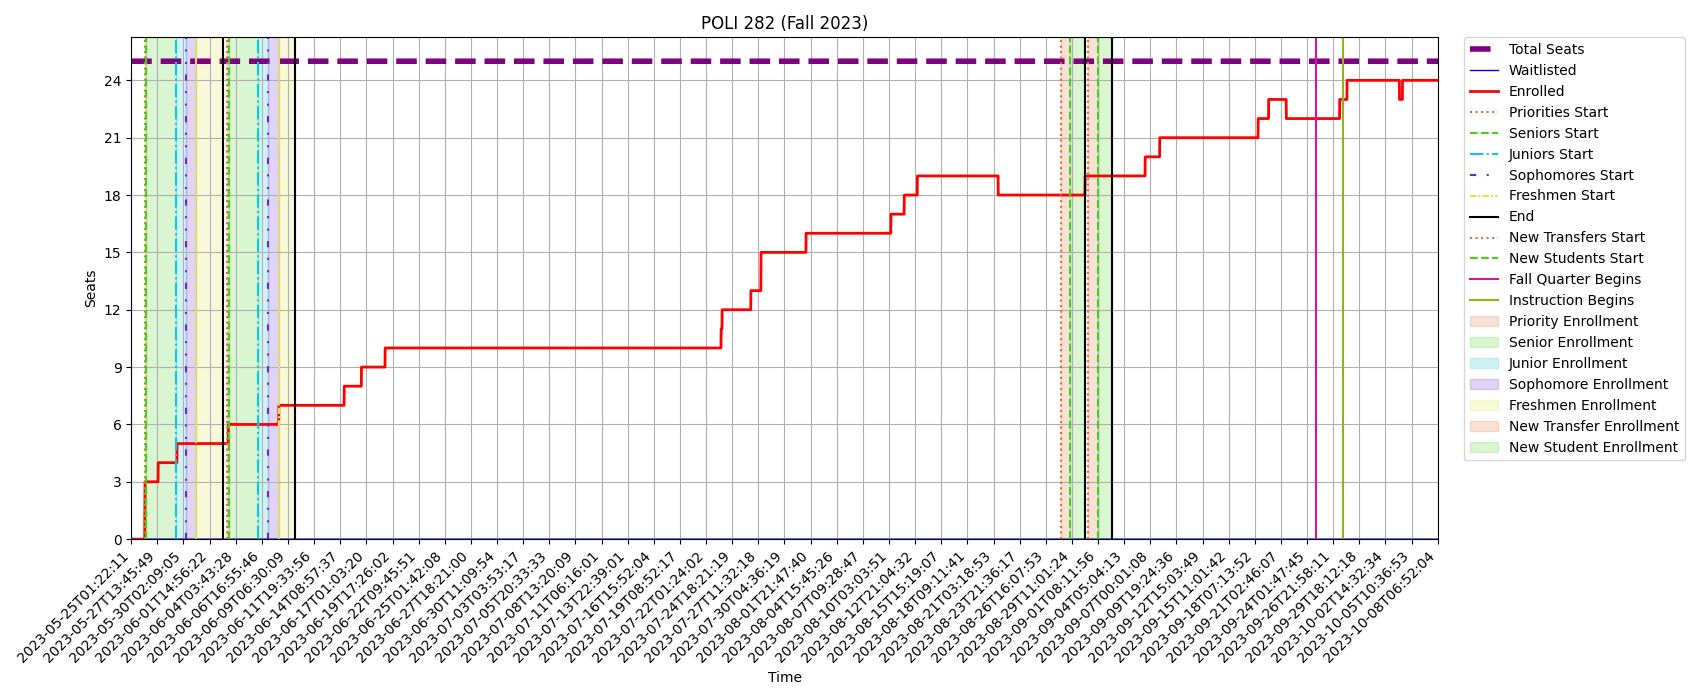 POLI 282 (Fall 2023)
Seats
24
21
18
15
12
9
6
3
0
2023-05-25T01:22:11
2023-05-27T13:45:49
2023-05-30T02:09:05
2023-06-01T14:56:22
2023-06-04T03:43:28
2023-06-06T16:55:46
2023-06-09T06:30:09
2023-06-11T19:33:56
2023-06-14T08:57:37
2023-06-17T01:03:20
2023-06-19T17:26:02
2023-06-22T09:45:51
2023-06-25T01:42:08
2023-06-27T18:21:00
2023-06-30T11:09:54
2023-07-03T03:53:17
2023-07-05T20:33:33
2023-07-08T13:20:09
2023-07-11T06:16:01
2023-07-13T22:39:01
2023-07-16T15:52:04
2023-07-19T08:52:17
2023-07-22T01:24:02
2023-07-24T18:21:19
2023-07-27T11:32:18
2023-07-30T04:36:19
2023-08-01T21:47:40
2023-08-04T15:45:26
2023-08-07T09:28:47
2023-08-10T03:03:51
2023-08-12T21:04:32
2023-08-15T15:19:07
2023-08-18T09:11:41
2023-08-21T03:18:53
2023-08-23T21:36:17
2023-08-26T16:07:53
2023-08-29T11:01:24
2023-09-01T08:11:56
2023-09-04T05:04:13
2023-09-07T00:01:08
2023-09-09T19:24:36
2023-09-12T15:03:49
2023-09-15T11:01:42
2023-09-18T07:13:52
2023-09-21T02:46:07
2023-09-24T01:47:45
2023-09-26T21:58:11
2023-09-29T18:12:18
2023-10-02T14:32:34
2023-10-05T10:36:53
2023-10-08T06:52:04
Time
Total Seats
Waitlisted
Enrolled
Priorities Start
Seniors Start
Juniors Start
Sophomores Start
Freshmen Start
End
New Transfers Start
New Students Start
Fall Quarter Begins
Instruction Begins
Priority Enrollment
Senior Enrollment
Junior Enrollment
Sophomore Enrollment
Freshmen Enrollment
New Transfer Enrollment
New Student Enrollment